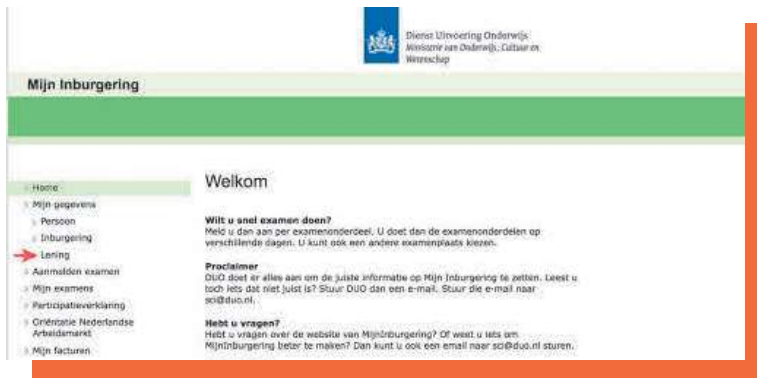 Dienst Uitvoering Onderwijs
Ministerie van Onderwijs, Cultuur en
Wetenschap
Mijn Inburgering
Home
Mijn gegevens
Persoon
Inburgering
Lening
Aanmelden examen
Mijn examens
Participatieverklaring
Oriëntatie Nederlandse
Arbeidsmarkt
Mijn facturen
Welkom
Wilt u snel examen doen?
Meld u dan aan per examenonderdeel. U doet dan de examenonderdelen op
verschillende dagen. U kunt ook een andere examenplaats kiezen.
Proclaimer
DUO doet er alles aan om de juiste informatie op Mijn Inburgering te zetten. Leest u
toch iets dat niet juist is? Stuur DUO dan een e-mail. Stuur die e-mail naar
sci@duo.nl.
Hebt u vragen?
Hebt u vragen over de website van MijnInburgering? Of weet u iets om
MijnInburgering beter te maken? Dan kunt u ook een email naar sci@duo.nl sturen.